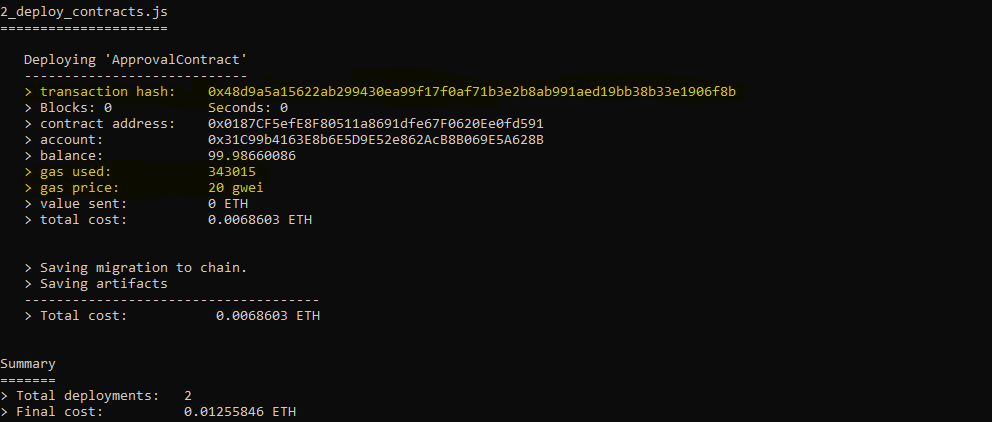 2_deploy_contracts.js
=====================
Deploying 'ApprovalContract'
----------------------------
> transaction hash: 0x48d9a5a15622ab299430ea99f17f0af71b3e2b8ab991aed19bb38b33e1906f8b
> Blocks: 0 Seconds: 0
> contract address: 0x0187CF5efE8F80511a8691dfe67F0620Ee0fd591
> account: 0x31C99b4163E8b6E5D9E52e862AcB8B069E5A628B
> balance: 99.98660086
> gas used: 343015
> gas price: 20 gwei
> value sent: 0 ETH
> total cost: 0.0068603 ETH
> Saving migration to chain.
> Saving artifacts
-------------------------------------
> Total cost: 0.0068603 ETH
Summary
=======
> Total deployments: 2
> Final cost: 0.01255846 ETH